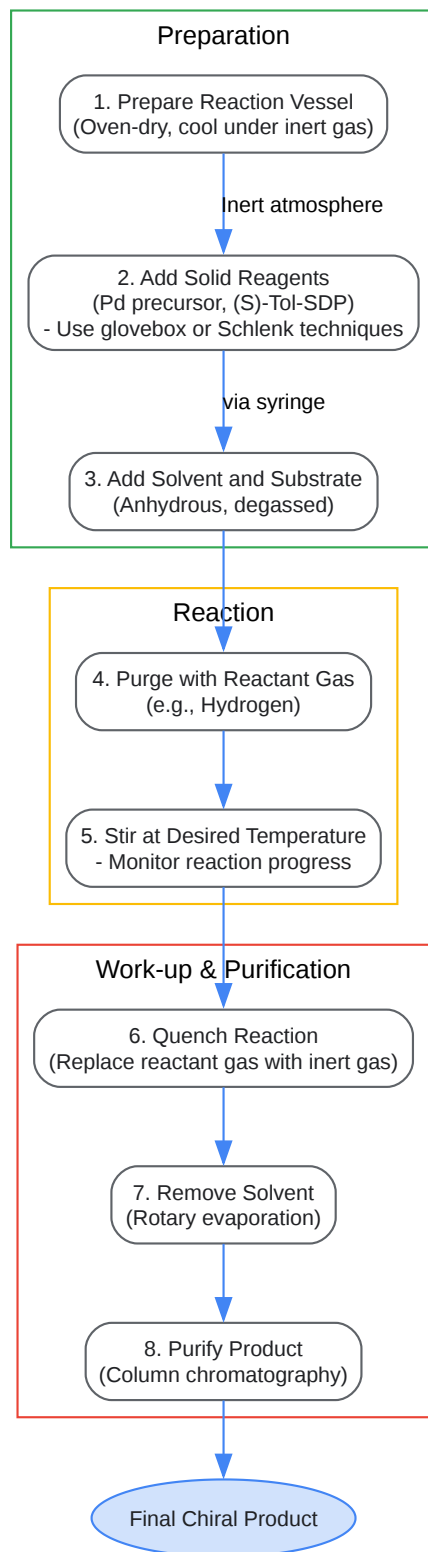 Preparation
1. Prepare Reaction Vessel
(Oven-dry, cool under inert gas)
Inert atmosphere
2. Add Solid Reagents
(Pd precursor, (S)-Tol-SDP)
- Use glovebox or Schlenk techniques
via syringe
3. Add Solvent and Substrate
(Anhydrous, degassed)
Reaction
4. Purge with Reactant Gas
(e.g., Hydrogen)
5. Stir at Desired Temperature
- Monitor reaction progress
Work-up & Purification
6. Quench Reaction
(Replace reactant gas with inert gas)
7. Remove Solvent
(Rotary evaporation)
8. Purify Product
(Column chromatography)
Final Chiral Product